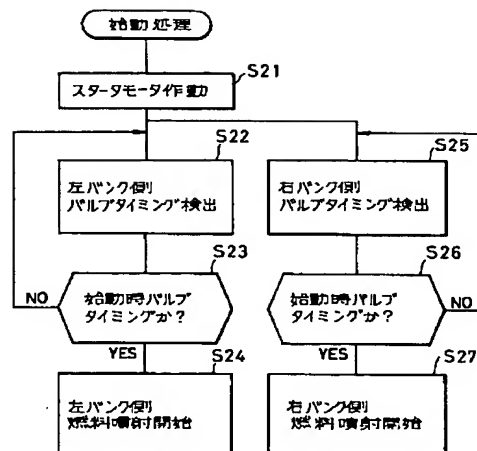 始動処理
S21
スタータモータ作動
S22
左バンク側
バルブタイミング検出
S25
右バンク側
バルブタイミング検出
S23
始動時バルブ
タイミングか?
NO
YES
S26
始動時バルブ
タイミングか?
NO
YES
S24
左バンク側
燃料噴射開始
S27
右バンク側
燃料噴射開始